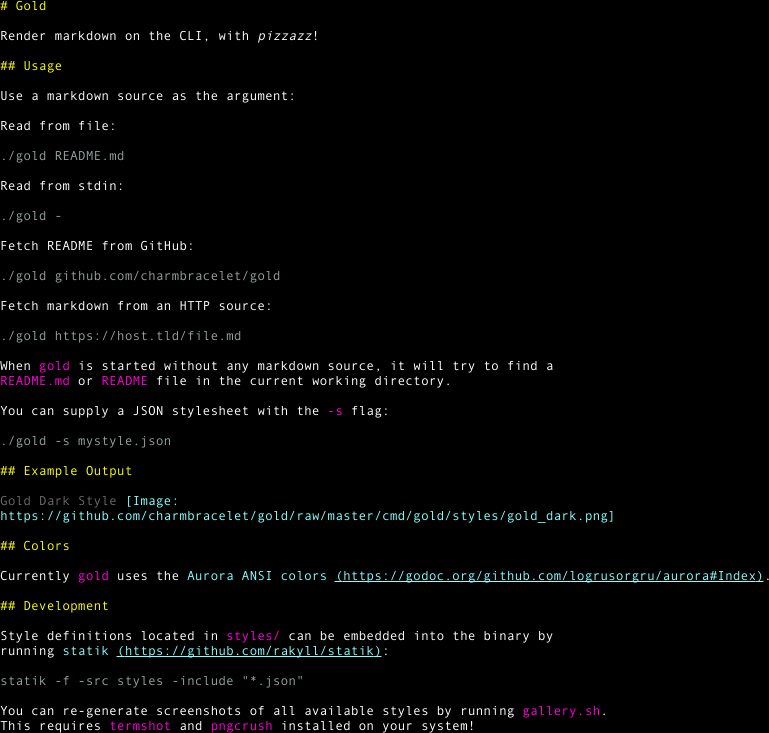 # Gold
Render markdown on the CLI, with pizzazz!
## Usage
Use a markdown source as the argument:
Read from file:
./gold README.md
Read from stdin:
./gold -
Fetch README from GitHub:
./gold github.com/charmbracelet/gold
Fetch markdown from an HTTP source:
./gold https://host.tld/file.md
When gold is started without any markdown source, it will try to find a
README.md or README file in the current working directory.
You can supply a JSON stylesheet with the -s flag:
./gold -s mystyle.json
## Example Output
Gold Dark Style [Image:
https://github.com/charmbracelet/gold/raw/master/cmd/gold/styles/gold_dark.png]
## Colors
Currently gold uses the Aurora ANSI colors (https://godoc.org/github.com/logrusorgru/aurora#Index).
## Development
Style definitions located in styles/ can be embedded into the binary by
running statik (https://github.com/rakyll/statik):
statik -f -src styles -include "*.json"
You can re-generate screenshots of all available styles by running gallery.sh.
This requires termshot and pngcrush installed on your system!